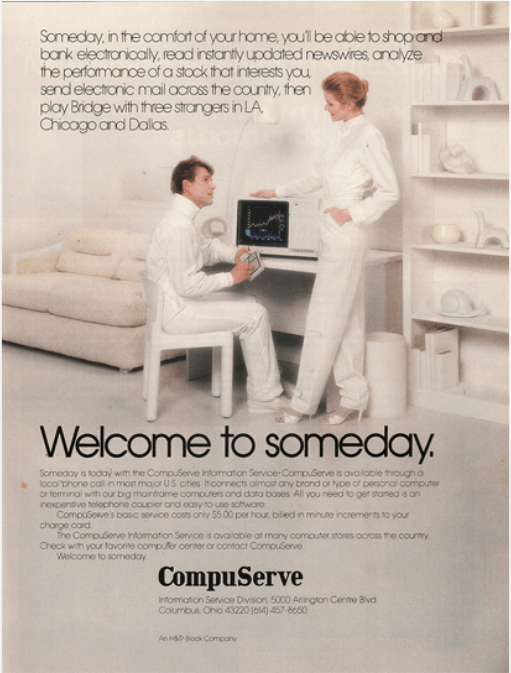 Someday, in the comfort of your home, you'll be able to shop and
bank electronically, read instantly updated newswires, analyze
the performance of a stock that interests you,
send electronic mail across the country, then
play Bridge with three strangers in LA,
Chicago and Dallas.
Welcome to someday.
Someday is today with the CompuServe Information Service. CompuServe is available through a
local phone call in most major U.S. cities. It connects almost any brand or type of personal computer
or terminal with our big mainframe computers and data bases. All you need to get started is an
inexpensive telephone coupler and easy-to-use software.
CompuServe's basic service costs only $5.00 per hour, billed in minute increments to your
charge card.
The CompuServe Information Service is available at many computer stores across the country.
Check with your favorite computer center or contact CompuServe.
Welcome to someday.
CompuServe
Information Service Division, 5000 Arlington Centre Blvd.
Columbus, Ohio 43220 (614) 457-8650
An H&R Block Company